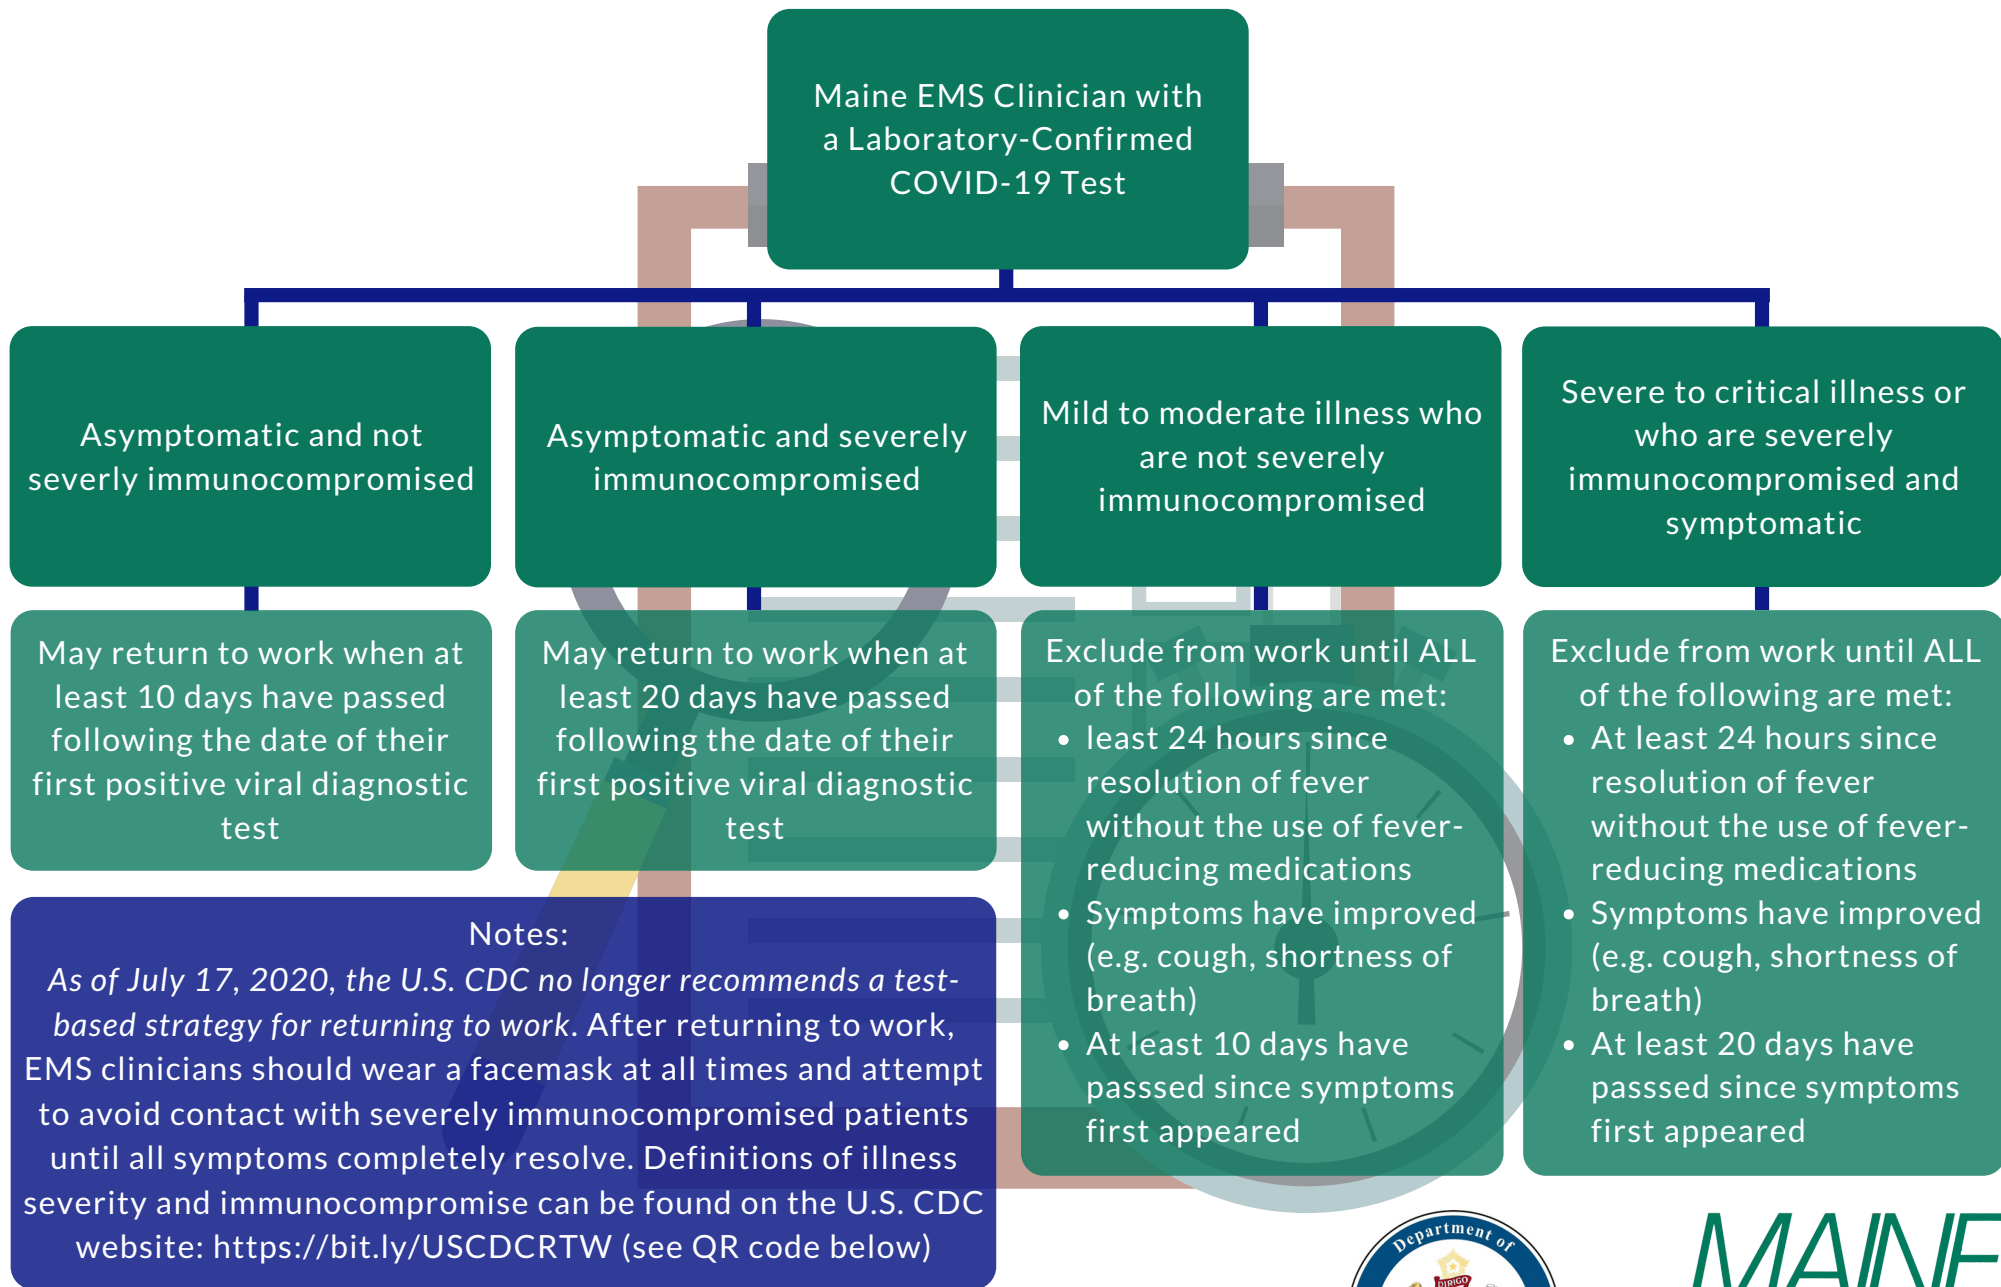 Maine EMS Clinician with
a Laboratory-Confirmed
COVID-19 Test
Asymptomatic and not
severly immunocompromised
Asymptomatic and severely
immunocompromised
Mild to moderate illness who
are not severely
immunocompromised
Severe to critical illness or
who are severely
immunocompromised and
symptomatic
May return to work when at
least 10 days have passed
following the date of their
first positive viral diagnostic
test
May return to work when at
least 20 days have passed
following the date of their
first positive viral diagnostic
test
Exclude from work until ALL
of the following are met:
• least 24 hours since
resolution of fever
without the use of fever-
reducing medications
• Symptoms have improved
(e.g. cough, shortness of
breath)
• At least 10 days have
passsed since symptoms
first appeared
Exclude from work until ALL
of the following are met:
• At least 24 hours since
resolution of fever
without the use of fever-
reducing medications
• Symptoms have improved
(e.g. cough, shortness of
breath)
• At least 20 days have
passsed since symptoms
first appeared
Notes:
As of July 17, 2020, the U.S. CDC no longer recommends a test-
based strategy for returning to work. After returning to work,
EMS clinicians should wear a facemask at all times and attempt
to avoid contact with severely immunocompromised patients
until all symptoms completely resolve. Definitions of illness
severity and immunocompromise can be found on the U.S. CDC
website: https://bit.ly/USCDCRTW (see QR code below)
Department of
DIRIGO
MAINE